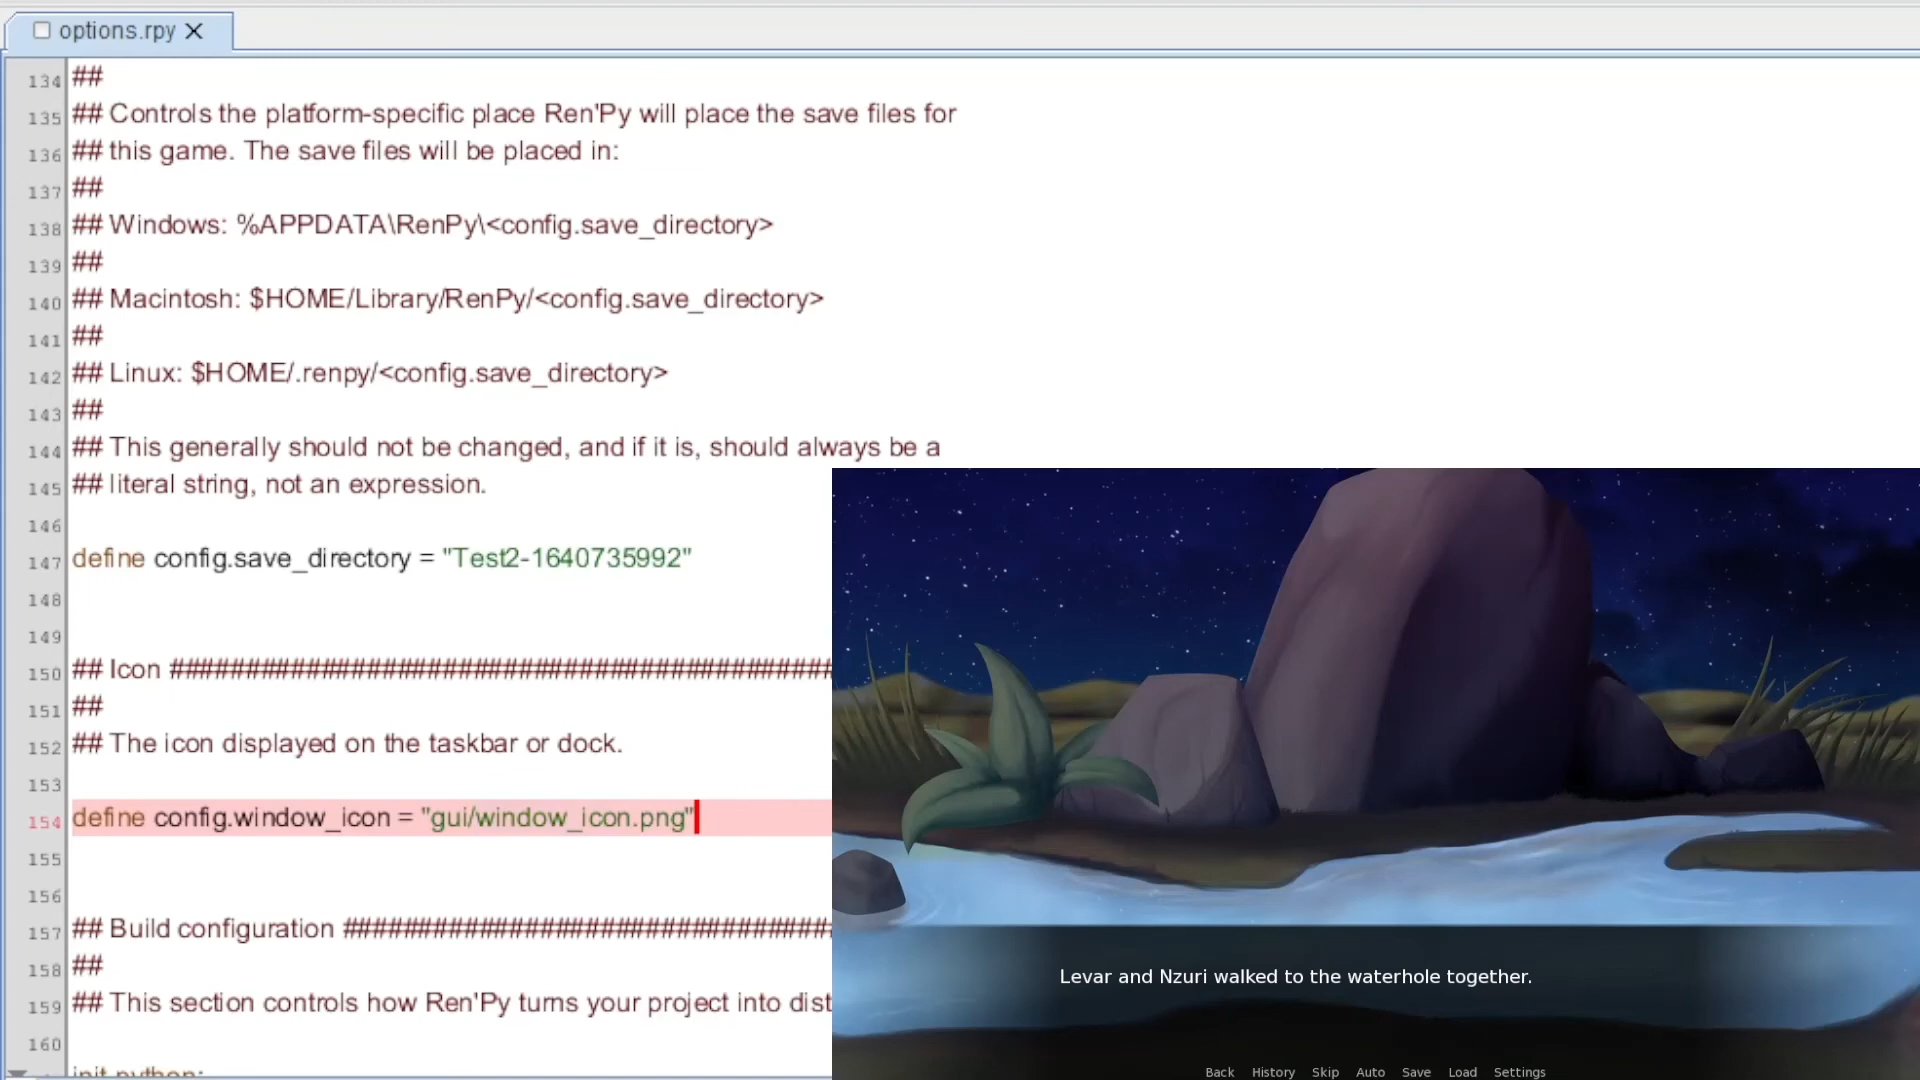 options.rpy
134 ##
135 ## Controls the platform-specific place Ren'Py will place the save files for
136 ## this game. The save files will be placed in:
137 ##
138 ## Windows: %APPDATA\RenPy\<config.save_directory>
139 ##
140 ## Macintosh: $HOME/Library/RenPy/<config.save_directory>
141 ##
142 ## Linux: $HOME/.renpy/<config.save_directory>
143 ##
144 ## This generally should not be changed, and if it is, should always be a
145 ## literal string, not an expression.
146
147 define config.save_directory = "Test2-1640735992"
148
149
150 ## Icon ############################################
151 ##
152 ## The icon displayed on the taskbar or dock.
153
154 define config.window_icon = "gui/window_icon.png"
155
156
157 ## Build configuration ################################
158 ##
159 ## This section controls how Ren'Py turns your project into dist
160
init python:
Levar and Nzuri walked to the waterhole together.
Back History Skip Auto Save Load Settings